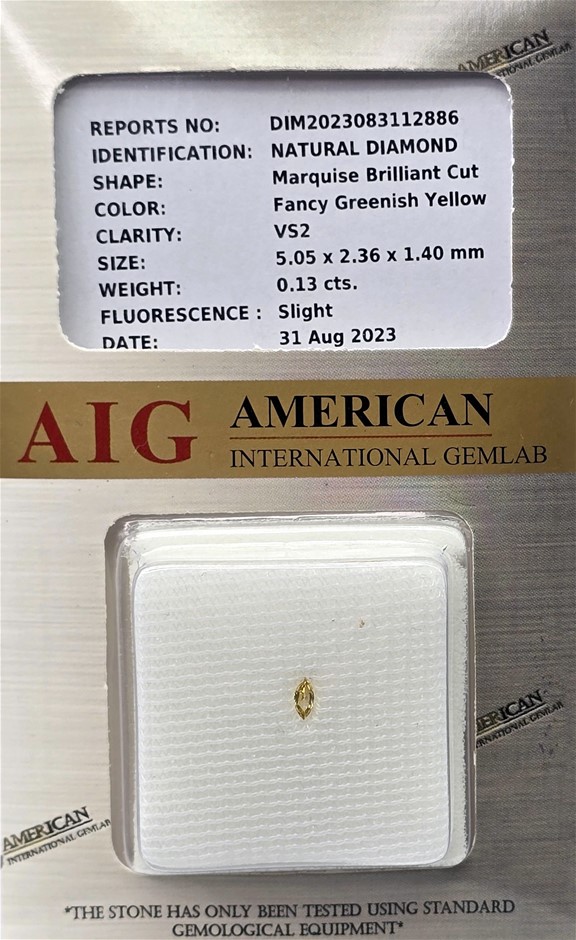 AMERICAN
INTERNATIONAL GEMLAB
REPORTS NO: DIM2023083112886
IDENTIFICATION: NATURAL DIAMOND
SHAPE: Marquise Brilliant Cut
COLOR: Fancy Greenish Yellow
CLARITY: VS2
SIZE: 5.05 x 2.36 x 1.40 mm
WEIGHT: 0.13 cts.
FLUORESCENCE : Slight
DATE: 31 Aug 2023
AIG AMERICAN
INTERNATIONAL GEMLAB
AMERICAN
INTERNATIONAL GEMLAB
AMERICAN
INTERNATIONAL GEMLAB
*THE STONE HAS ONLY BEEN TESTED USING STANDARD
GEMOLOGICAL EQUIPMENT*